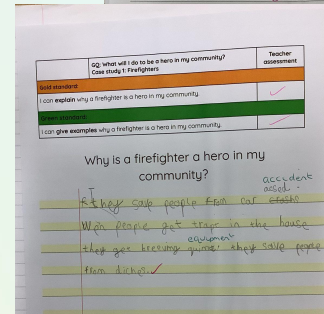 GQ: What will I do to be a hero in my community?
Case study 1: Firefighters
Teacher assessment
Gold standard:
I can explain why a firefighter is a hero in my community.
Green standard:
I can give examples why a firefighter is a hero in my community.
Why is a firefighter a hero in my community?
accident
they save people from car
Wen people get trap in the house
equipment
they get they save people
from diches.